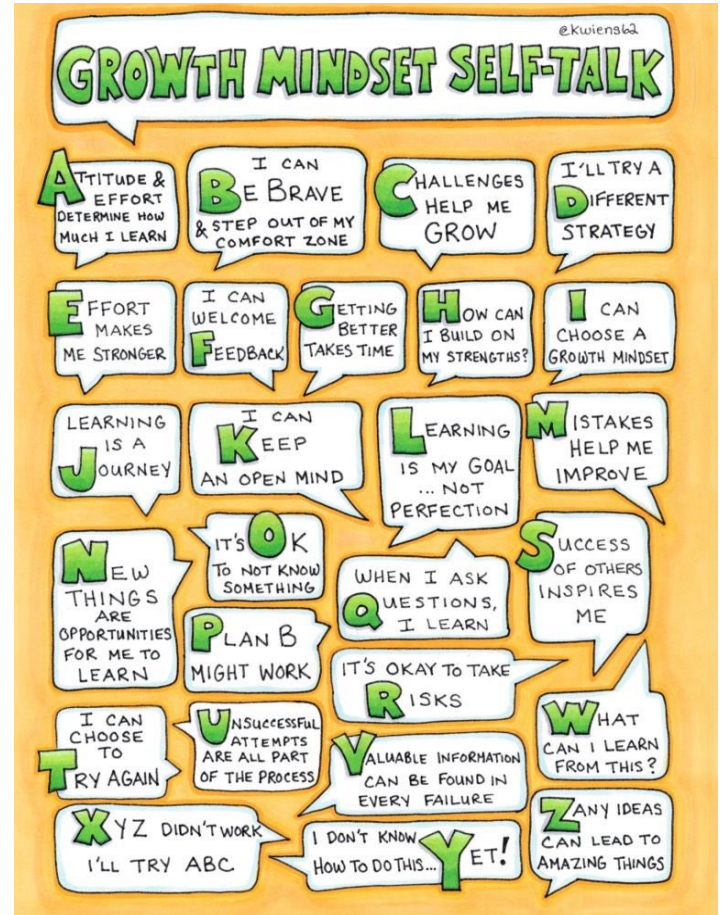 @kwiens62
GROWTH MINDSET SELF-TALK
ATTITUDE &
EFFORT
DETERMINE HOW
MUCH I LEARN
I CAN
BE BRAVE
& STEP OUT OF MY
COMFORT ZONE
CHALLENGES
HELP ME
GROW
I'LL TRY A
DIFFERENT
STRATEGY
EFFORT
MAKES
ME STRONGER
I CAN
WELCOME
FEEDBACK
GETTING
BETTER
TAKES TIME
HOW CAN
I BUILD ON
MY STRENGTHS?
I CAN
CHOOSE A
GROWTH MINDSET
LEARNING
IS A
JOURNEY
I CAN
KEEP
AN OPEN MIND
LEARNING
IS MY GOAL
... NOT
PERFECTION
MISTAKES
HELP ME
IMPROVE
NEW
THINGS
ARE
OPPORTUNITIES
FOR ME TO
LEARN
IT'S OK
TO NOT KNOW
SOMETHING
PLAN B
MIGHT WORK
WHEN I ASK
QUESTIONS,
I LEARN
IT'S OKAY TO TAKE
RISKS
SUCCESS
OF OTHERS
INSPIRES
ME
I CAN
CHOOSE
TO
TRY AGAIN
UNSUCCESSFUL
ATTEMPTS
ARE ALL PART
OF THE PROCESS
VALUABLE INFORMATION
CAN BE FOUND IN
EVERY FAILURE
WHAT
CAN I LEARN
FROM THIS?
XYZ DIDN'T WORK
I'LL TRY ABC
I DON'T KNOW
HOW TO DO THIS... YET!
ZANY IDEAS
CAN LEAD TO
AMAZING THINGS